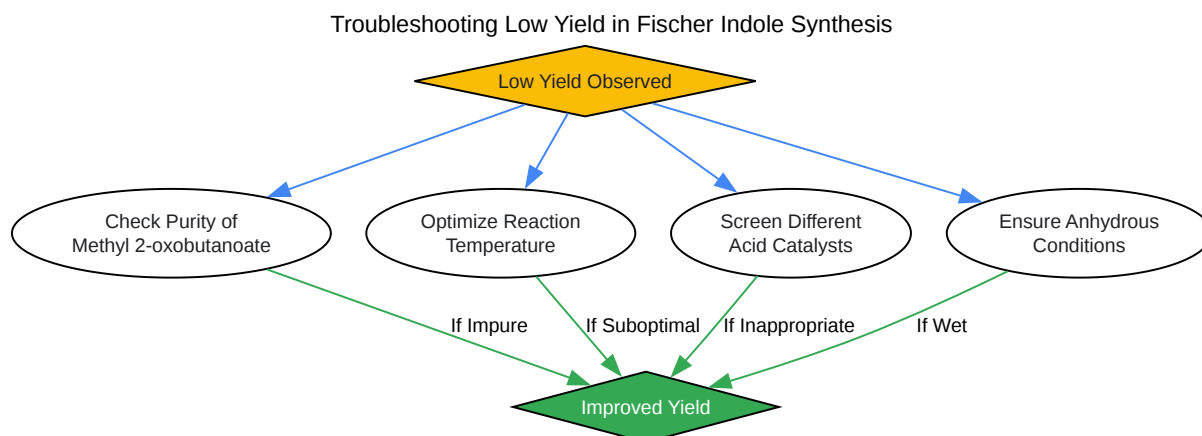 Troubleshooting Low Yield in Fischer Indole Synthesis
Low Yield Observed
Check Purity of
Methyl 2-oxobutanoate
Optimize Reaction
Temperature
Screen Different
Acid Catalysts
Ensure Anhydrous
Conditions
If Impure
If Suboptimal
If Inappropriate
If Wet
Improved Yield